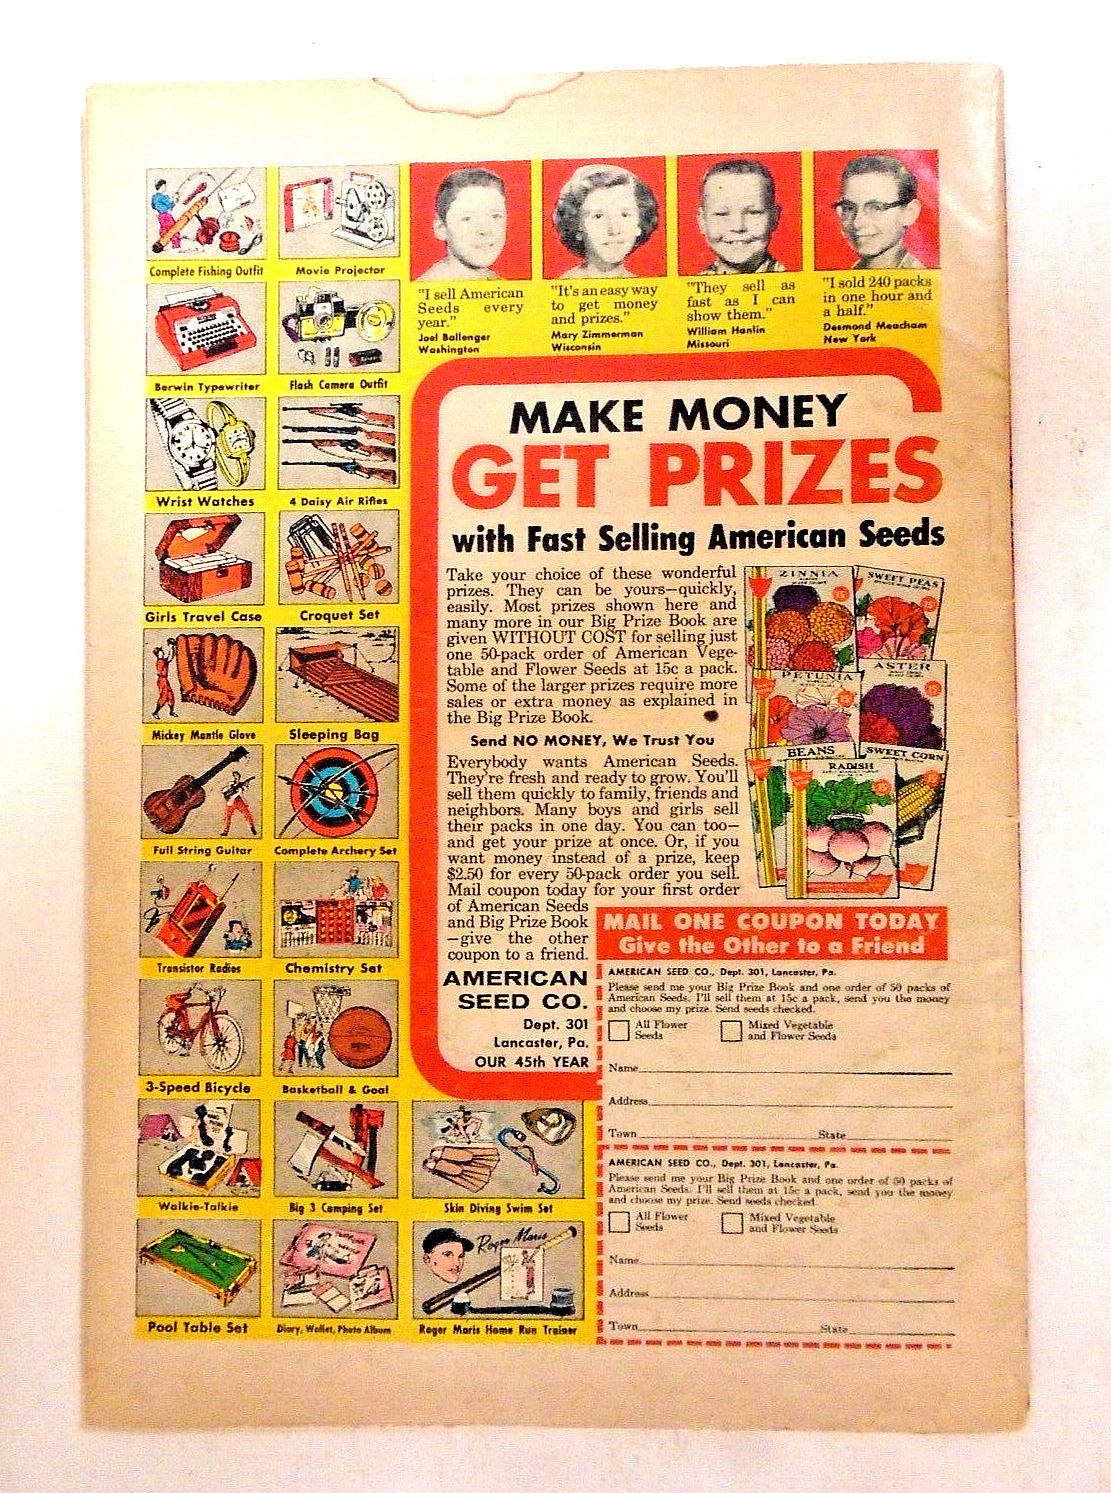 Complete Fishing Outfit
Movie Projector
Berwin Typewriter
Flash Camera Outfit
Wrist Watches
4 Daisy Air Rifles
Girls Travel Case
Croquet Set
Mickey Mantle Glove
Sleeping Bag
Full String Guitar
Complete Archery Set
Transistor Radios
Chemistry Set
3-Speed Bicycle
Basketball & Goal
Walkie-Talkie
Big 3 Camping Set
Skin Diving Swim Set
Pool Table Set
Diary, Wallet, Photo Album
Roger Maris
Roger Maris Home Run Trainer
"I sell American
Seeds every
year."
Joel Ballenger
Washington
"It's an easy way
to get money
and prizes."
Mary Zimmerman
Wisconsin
"They sell as
fast as I can
show them."
William Hanlin
Missouri
"I sold 240 packs
in one hour and
a half."
Desmond Meacham
New York
MAKE MONEY
GET PRIZES
with Fast Selling American Seeds
Take your choice of these wonderful
prizes. They can be yours—quickly,
easily. Most prizes shown here and
many more in our Big Prize Book are
given WITHOUT COST for selling just
one 50-pack order of American Vege-
table and Flower Seeds at 15c a pack.
Some of the larger prizes require more
sales or extra money as explained in
the Big Prize Book.
Send NO MONEY, We Trust You
Everybody wants American Seeds.
They're fresh and ready to grow. You'll
sell them quickly to family, friends and
neighbors. Many boys and girls sell
their packs in one day. You can too—
and get your prize at once. Or, if you
want money instead of a prize, keep
$2.50 for every 50-pack order you sell.
Mail coupon today for your first order
of American Seeds
and Big Prize Book
—give the other
coupon to a friend.
AMERICAN
SEED CO.
Dept. 301
Lancaster, Pa.
OUR 45th YEAR
ZINNIA
15¢
SWEET PEAS
15¢
PETUNIA
15¢
ASTER
15¢
BEANS
SWEET CORN
RADISH
15¢
MAIL ONE COUPON TODAY
Give the Other to a Friend
AMERICAN SEED CO., Dept. 301, Lancaster, Pa.
Please send me your Big Prize Book and one order of 50 packs of
American Seeds. I'll sell them at 15c a pack, send you the money
and choose my prize. Send seeds checked.
All Flower
Seeds
Mixed Vegetable
and Flower Seeds
Name
Address
Town State
AMERICAN SEED CO., Dept. 301, Lancaster, Pa.
Please send me your Big Prize Book and one order of 50 packs of
American Seeds. I'll sell them at 15c a pack, send you the money
and choose my prize. Send seeds checked.
All Flower
Seeds
Mixed Vegetable
and Flower Seeds
Name
Address
Town State